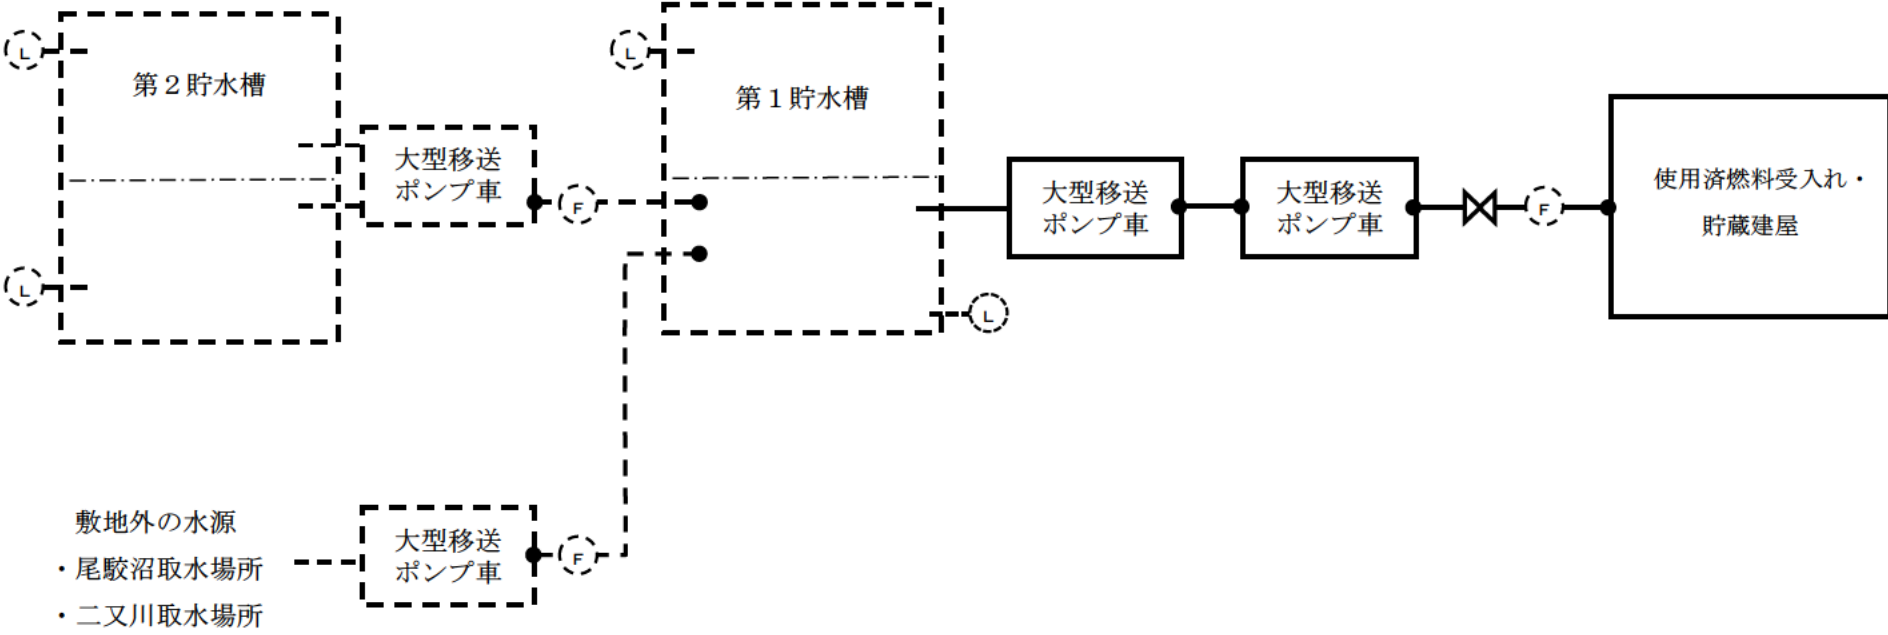 L
第２貯水槽
L
大型移送
ポンプ車
F
L
第１貯水槽
L
大型移送
ポンプ車
大型移送
ポンプ車
F
使用済燃料受入れ・
貯蔵建屋
敷地外の水源
・尾駮沼取水場所
・二又川取水場所
大型移送
ポンプ車
F